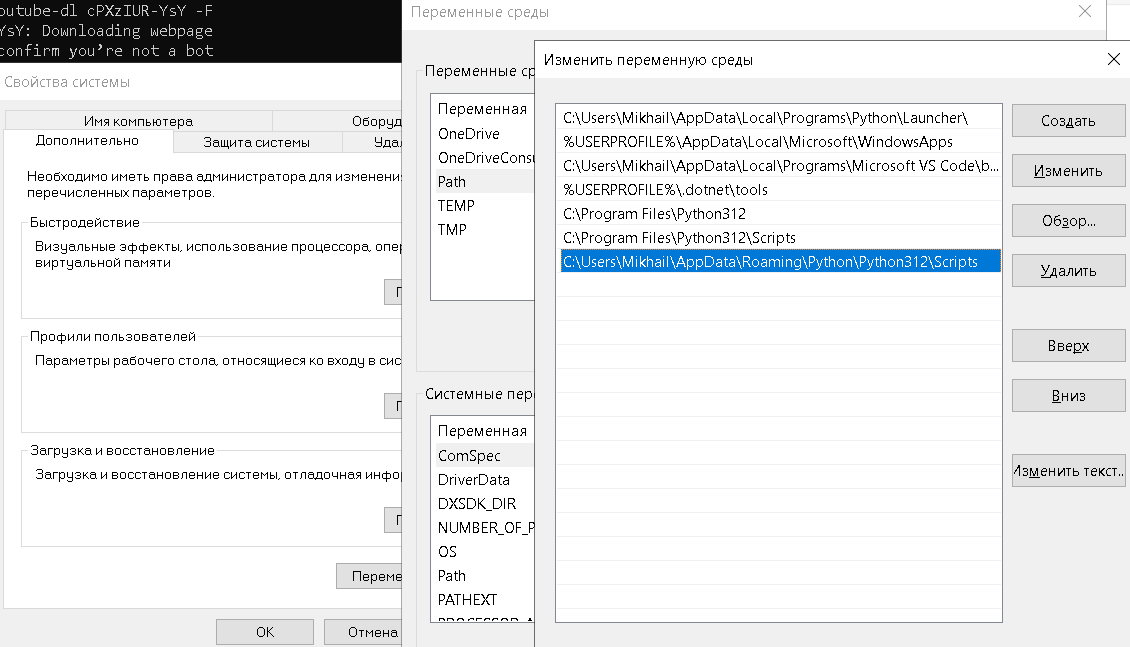 outube-dl cPXzIUR-YsY -F
YsY: Downloading webpage
confirm you’re not a bot
Свойства системы
Имя компьютера
Оборуд
Дополнительно
Защита системы
Удал
Необходимо иметь права администратора для изменения
перечисленных параметров.
Быстродействие
Визуальные эффекты, использование процессора, опер
виртуальной памяти
П
Профили пользователей
Параметры рабочего стола, относящиеся ко входу в сис
П
Загрузка и восстановление
Загрузка и восстановление системы, отладочная инфор
П
Переме
ОК
Отмена
Переменные среды
Переменные ср
Переменная
OneDrive
OneDriveConsu
Path
TEMP
TMP
Системные пер
Переменная
ComSpec
DriverData
DXSDK_DIR
NUMBER_OF_P
OS
Path
PATHEXT
Изменить переменную среды
C:\Users\Mikhail\AppData\Local\Programs\Python\Launcher\
%USERPROFILE%\AppData\Local\Microsoft\WindowsApps
C:\Users\Mikhail\AppData\Local\Programs\Microsoft VS Code\b...
%USERPROFILE%\.dotnet\tools
C:\Program Files\Python312
C:\Program Files\Python312\Scripts
C:\Users\Mikhail\AppData\Roaming\Python\Python312\Scripts
Создать
Изменить
Обзор...
Удалить
Вверх
Вниз
Изменить текст..